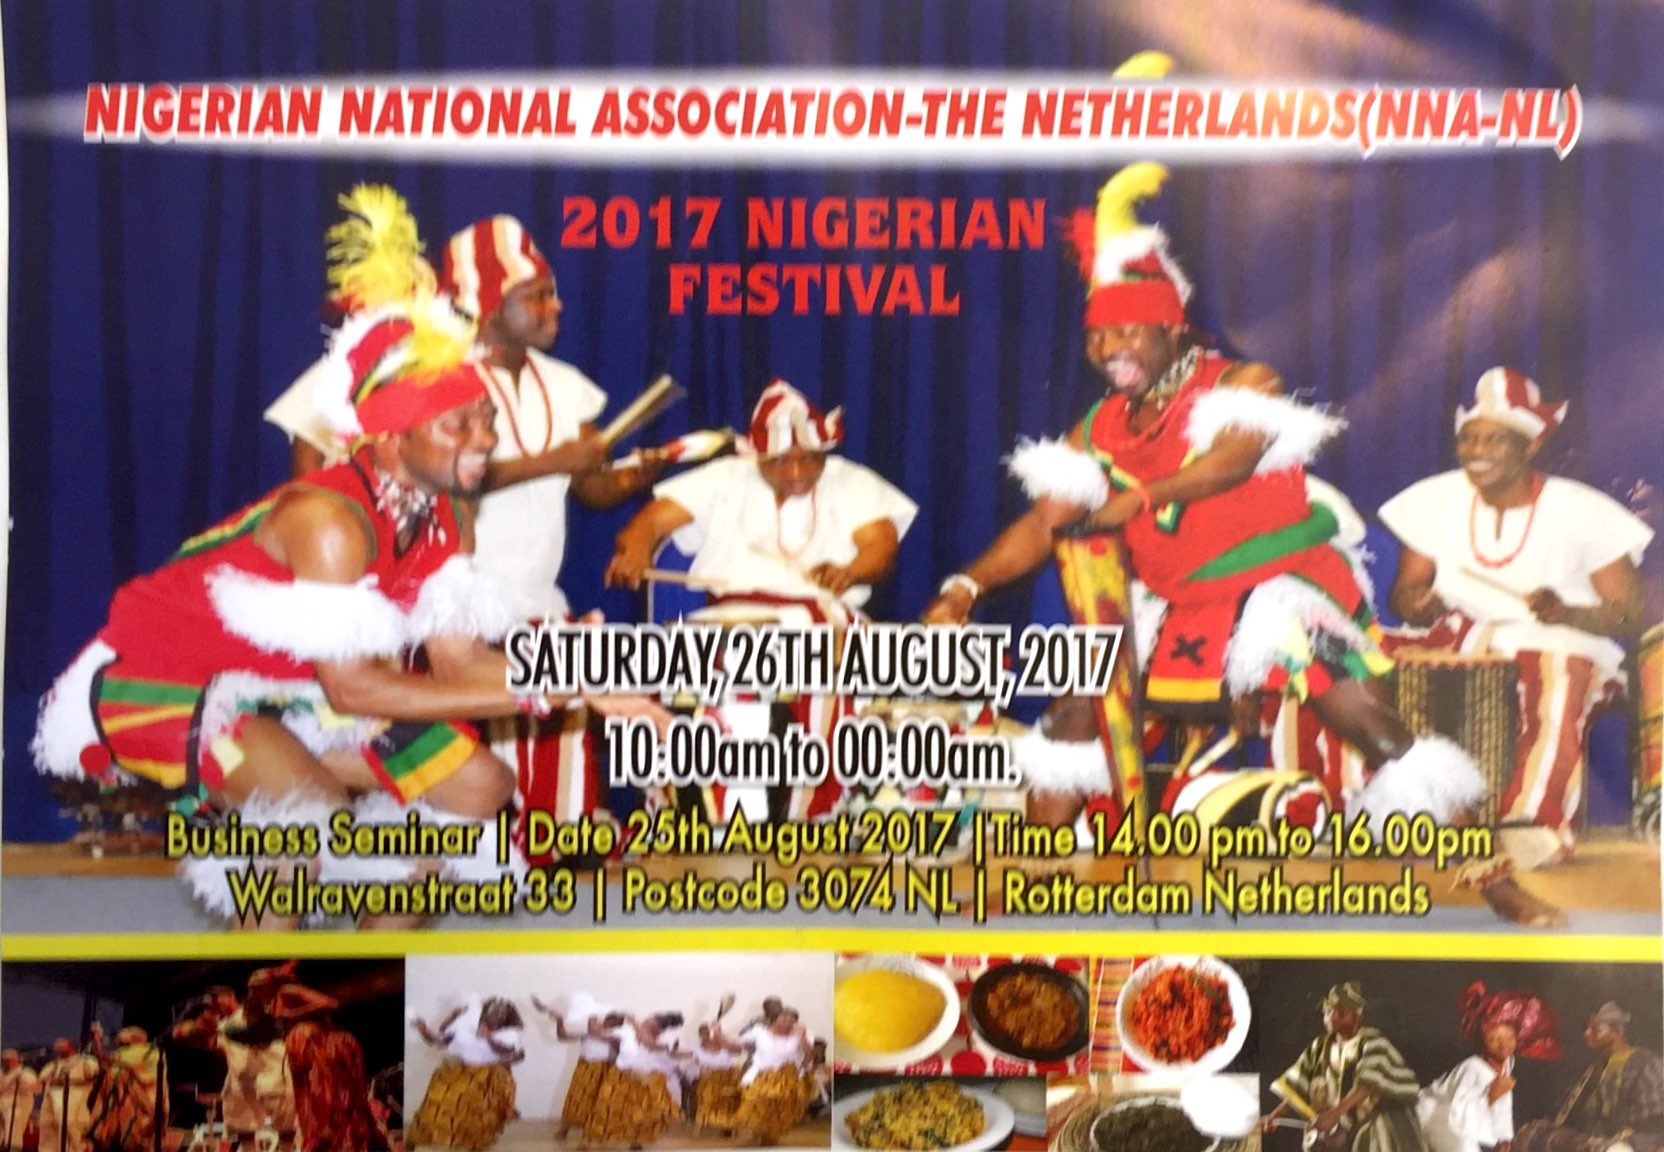 NIGERIAN NATIONAL ASSOCIATION-THE NETHERLANDS(NNA-NL)
2017 NIGERIAN
FESTIVAL
SATURDAY, 26TH AUGUST, 2017
10:00am to 00:00am.
Business Seminar | Date 25th August 2017 | Time 14.00 pm to 16.00pm
Walravenstraat 33 | Postcode 3074 NL | Rotterdam Netherlands